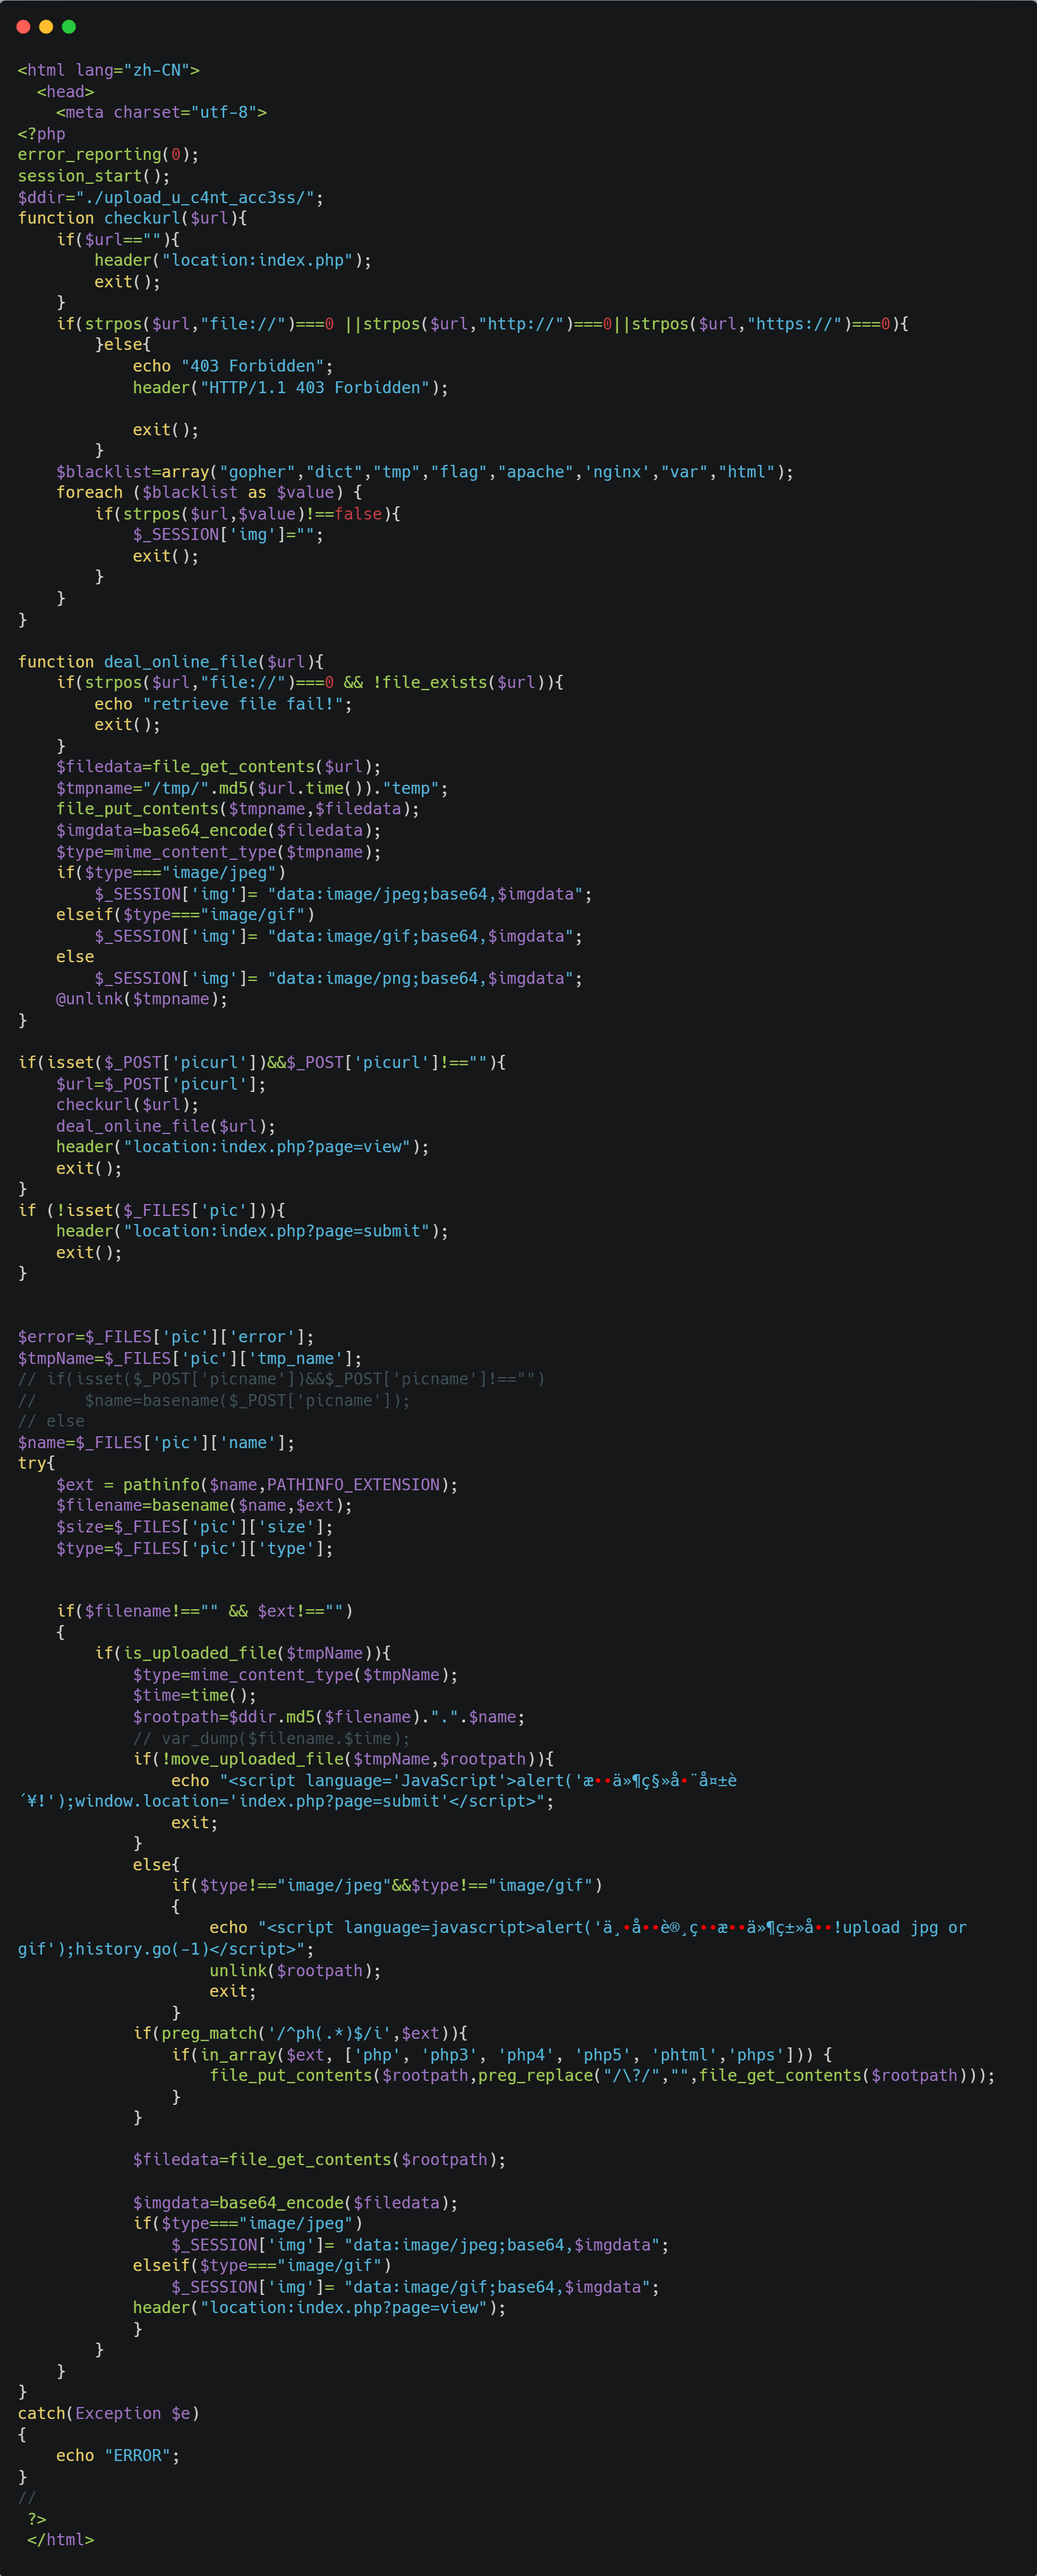 <html lang="zh-CN">
  <head>
    <meta charset="utf-8">
<?php
error_reporting(0);
session_start();
$ddir="./upload_u_c4nt_acc3ss/";
function checkurl($url){
    if($url==""){
        header("location:index.php");
        exit();
    }
    if(strpos($url,"file://")===0 ||strpos($url,"http://")===0||strpos($url,"https://")===0){
        }else{
            echo "403 Forbidden";
            header("HTTP/1.1 403 Forbidden");

            exit();
        }
    $blacklist=array("gopher","dict","tmp","flag","apache",'nginx',"var","html");
    foreach ($blacklist as $value) {
        if(strpos($url,$value)!==false){
            $_SESSION['img']="";
            exit();
        }
    }
}

function deal_online_file($url){
    if(strpos($url,"file://")===0 && !file_exists($url)){
        echo "retrieve file fail!";
        exit();
    }
    $filedata=file_get_contents($url);
    $tmpname="/tmp/".md5($url.time())."temp";
    file_put_contents($tmpname,$filedata);
    $imgdata=base64_encode($filedata);
    $type=mime_content_type($tmpname);
    if($type==="image/jpeg")
        $_SESSION['img']= "data:image/jpeg;base64,$imgdata";
    elseif($type==="image/gif")
        $_SESSION['img']= "data:image/gif;base64,$imgdata";
    else
        $_SESSION['img']= "data:image/png;base64,$imgdata";
    @unlink($tmpname);
}

if(isset($_POST['picurl'])&&$_POST['picurl']!==""){
    $url=$_POST['picurl'];
    checkurl($url);
    deal_online_file($url);
    header("location:index.php?page=view");
    exit();
}
if (!isset($_FILES['pic'])){
    header("location:index.php?page=submit");
    exit();
}

$error=$_FILES['pic']['error'];
$tmpName=$_FILES['pic']['tmp_name'];
// if(isset($_POST['picname'])&&$_POST['picname']!=="")
//     $name=basename($_POST['picname']);
// else
$name=$_FILES['pic']['name'];
try{
    $ext = pathinfo($name,PATHINFO_EXTENSION);
    $filename=basename($name,$ext);
    $size=$_FILES['pic']['size'];
    $type=$_FILES['pic']['type'];

    if($filename!=="" && $ext!=="")
    {
        if(is_uploaded_file($tmpName)){
            $type=mime_content_type($tmpName);
            $time=time();
            $rootpath=$ddir.md5($filename).".".$name;
            // var_dump($filename.$time);
            if(!move_uploaded_file($tmpName,$rootpath)){
                echo "<script language='JavaScript'>alert('æ••ä»¶ç§»å•¨å¤±è
´¥!');window.location='index.php?page=submit'</script>";
                exit;
            }
            else{
                if($type!=="image/jpeg"&&$type!=="image/gif")
                {
                    echo "<script language=javascript>alert('ä¸•å••è®¸ç••æ••ä»¶ç±»å••!upload jpg or
gif');history.go(-1)</script>";
                    unlink($rootpath);
                    exit;
                }
            if(preg_match('/^ph(.*)$/i',$ext)){
                if(in_array($ext, ['php', 'php3', 'php4', 'php5', 'phtml','phps'])) {
                    file_put_contents($rootpath,preg_replace("/\?/","",file_get_contents($rootpath)));
                }
            }

            $filedata=file_get_contents($rootpath);

            $imgdata=base64_encode($filedata);
            if($type==="image/jpeg")
                $_SESSION['img']= "data:image/jpeg;base64,$imgdata";
            elseif($type==="image/gif")
                $_SESSION['img']= "data:image/gif;base64,$imgdata";
            header("location:index.php?page=view");
            }
        }
    }
}
catch(Exception $e)
{
    echo "ERROR";
}
//
 ?>
 </html>